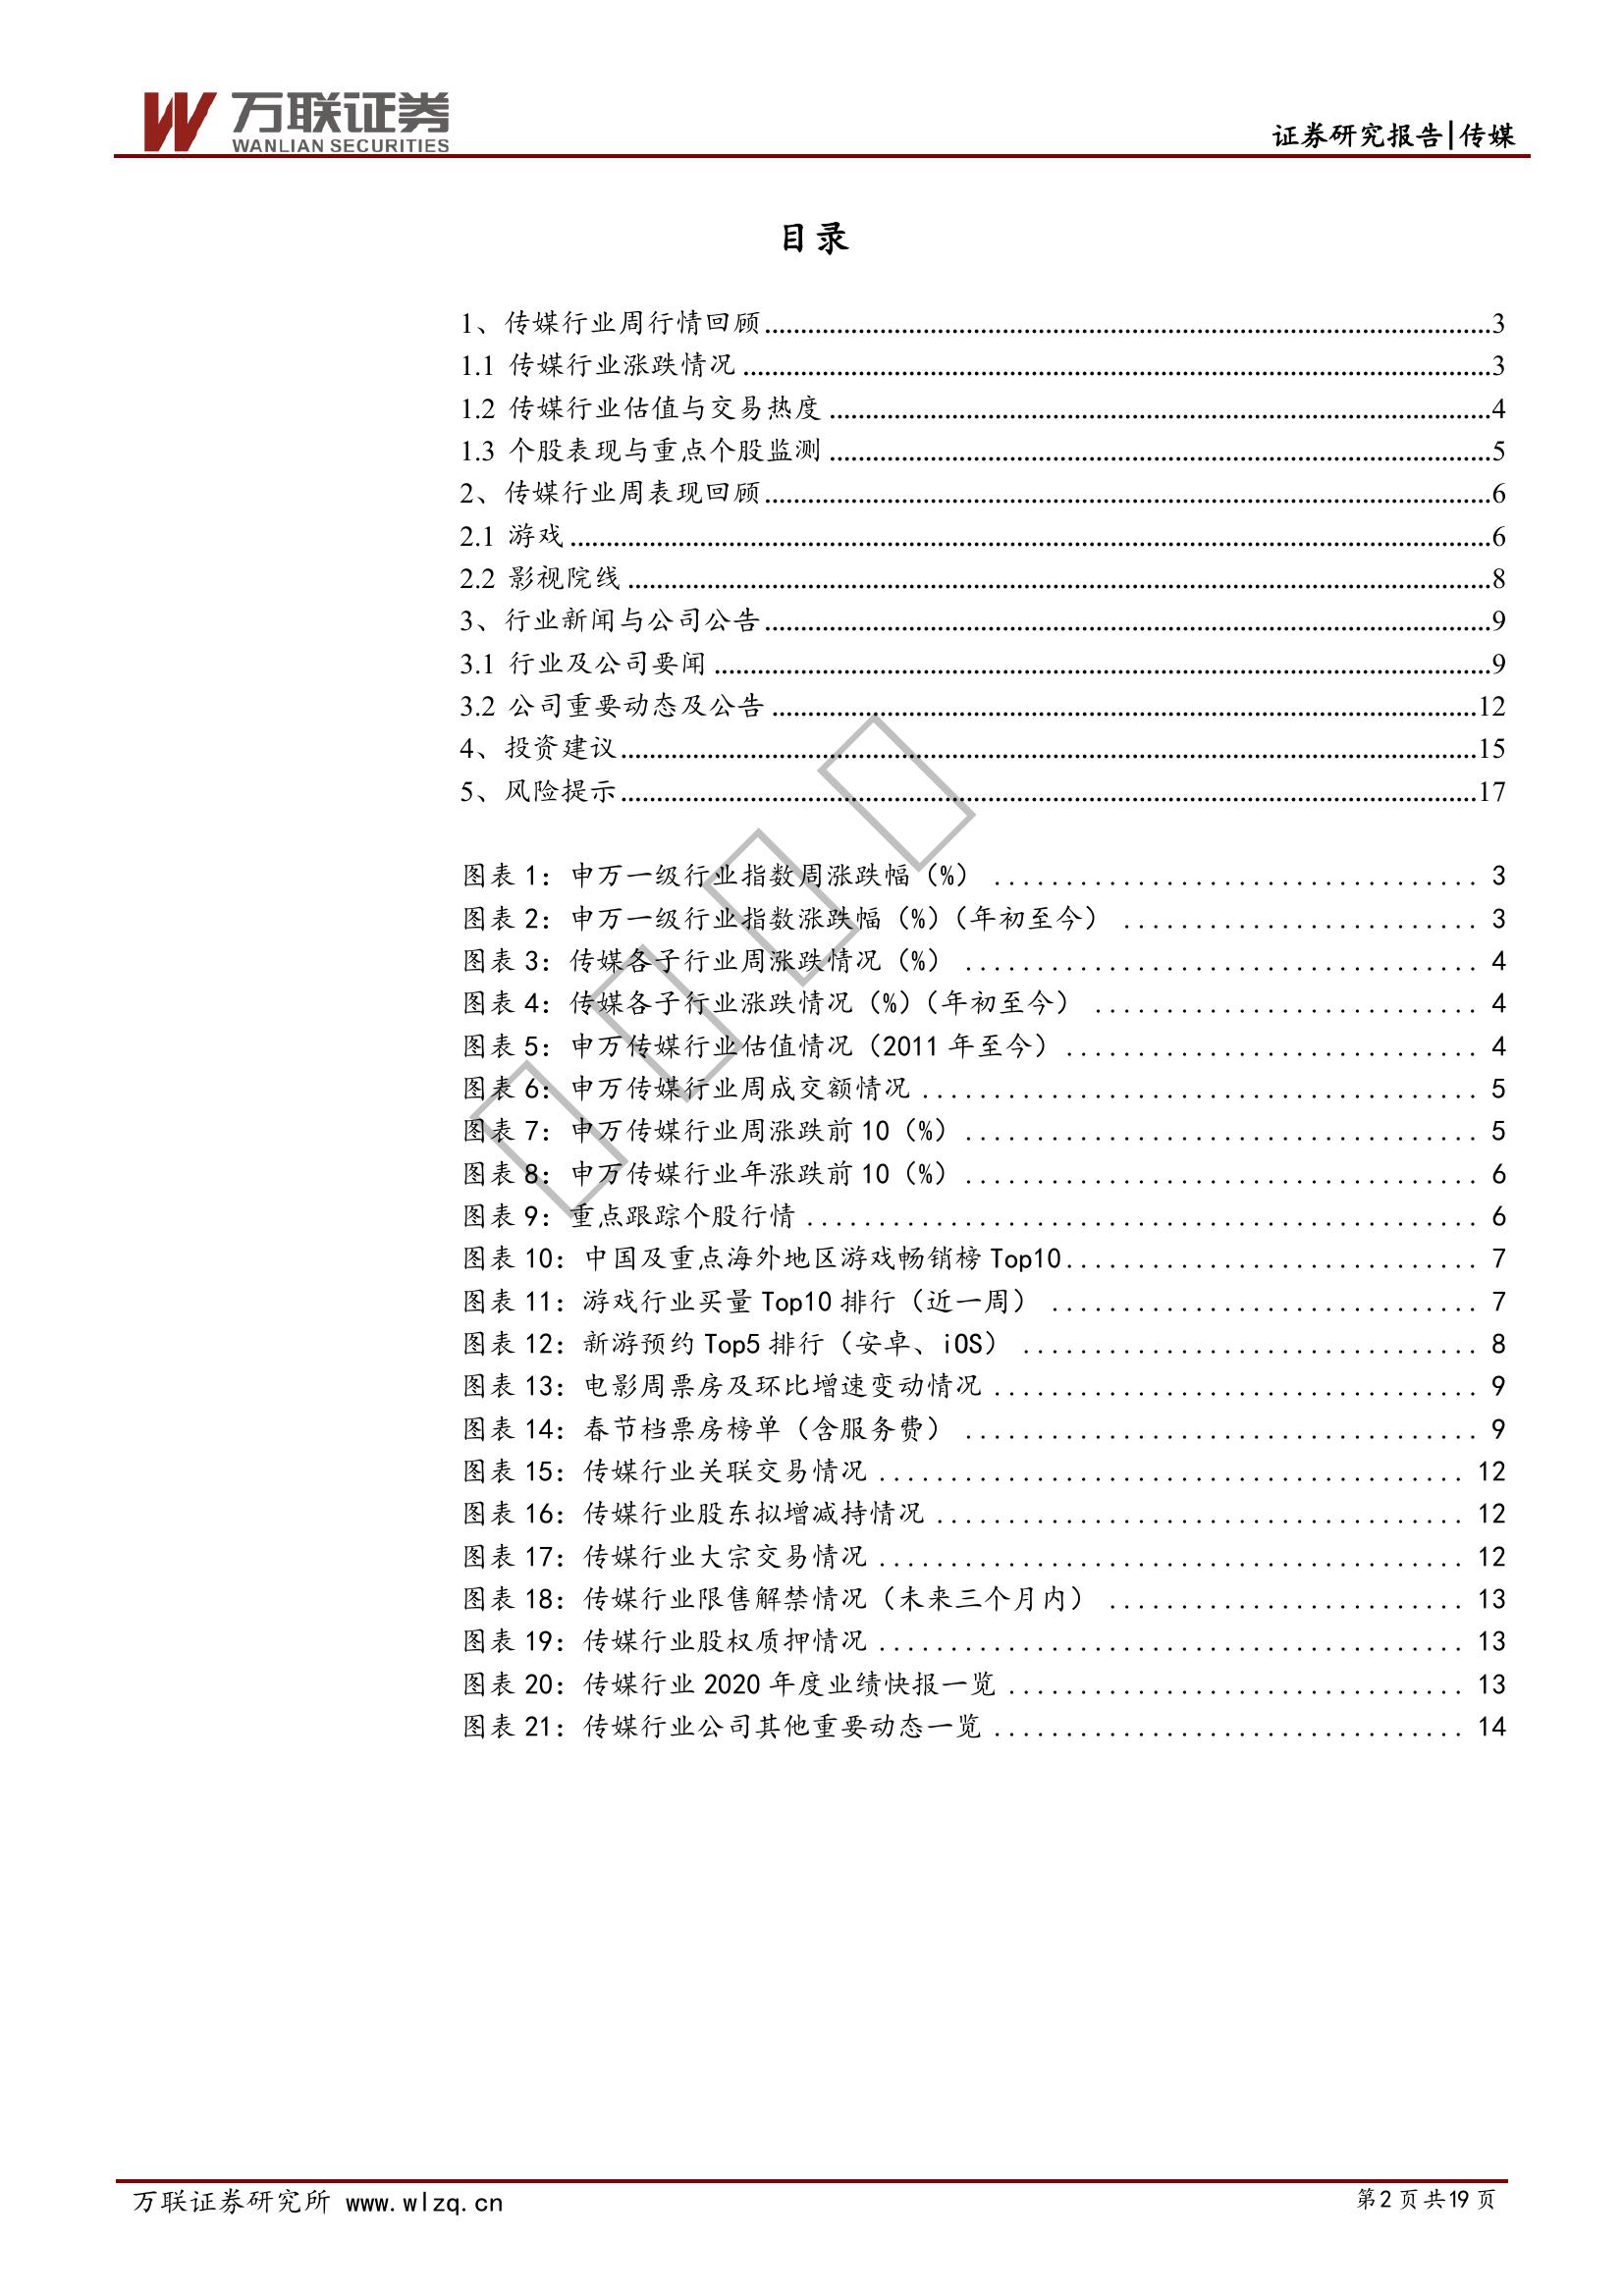 万联证券
WANLIAN SECURITIES
证券研究报告|传媒
目录
1、传媒行业周行情回顾...3
1.1 传媒行业涨跌情况...3
1.2 传媒行业估值与交易热度...4
1.3 个股表现与重点个股监测...5
2、传媒行业周表现回顾...6
2.1 游戏...6
2.2 影视院线...8
3、行业新闻与公司公告...9
3.1 行业及公司要闻...9
3.2 公司重要动态及公告...12
4、投资建议...15
5、风险提示...17
图表 1：申万一级行业指数周涨跌幅（%） ... 3
图表 2：申万一级行业指数涨跌幅（%）（年初至今） ... 3
图表 3：传媒各子行业周涨跌情况（%） ... 4
图表 4：传媒各子行业涨跌情况（%）（年初至今） ... 4
图表 5：申万传媒行业估值情况（2011 年至今） ... 4
图表 6：申万传媒行业周成交额情况 ... 5
图表 7：申万传媒行业周涨跌前 10（%） ... 5
图表 8：申万传媒行业年涨跌前 10（%） ... 6
图表 9：重点跟踪个股行情 ... 6
图表 10：中国及重点海外地区游戏畅销榜 Top10 ... 7
图表 11：游戏行业买量 Top10 排行（近一周） ... 7
图表 12：新游预约 Top5 排行（安卓、iOS） ... 8
图表 13：电影周票房及环比增速变动情况 ... 9
图表 14：春节档票房榜单（含服务费） ... 9
图表 15：传媒行业关联交易情况 ... 12
图表 16：传媒行业股东拟增减持情况 ... 12
图表 17：传媒行业大宗交易情况 ... 12
图表 18：传媒行业限售解禁情况（未来三个月内） ... 13
图表 19：传媒行业股权质押情况 ... 13
图表 20：传媒行业 2020 年度业绩快报一览 ... 13
图表 21：传媒行业公司其他重要动态一览 ... 14
万联证券研究所 www.wlzq.cn
第 2 页 共 19 页